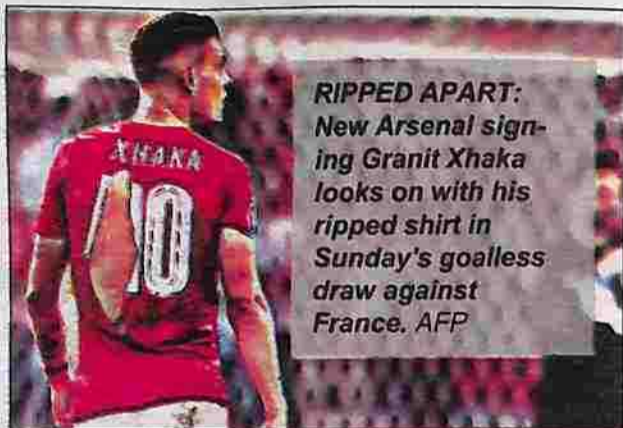 XHAKA
10
RIPPED APART:
New Arsenal sign-
ing Granit Xhaka
looks on with his
ripped shirt in
Sunday's goalless
draw against
France. AFP